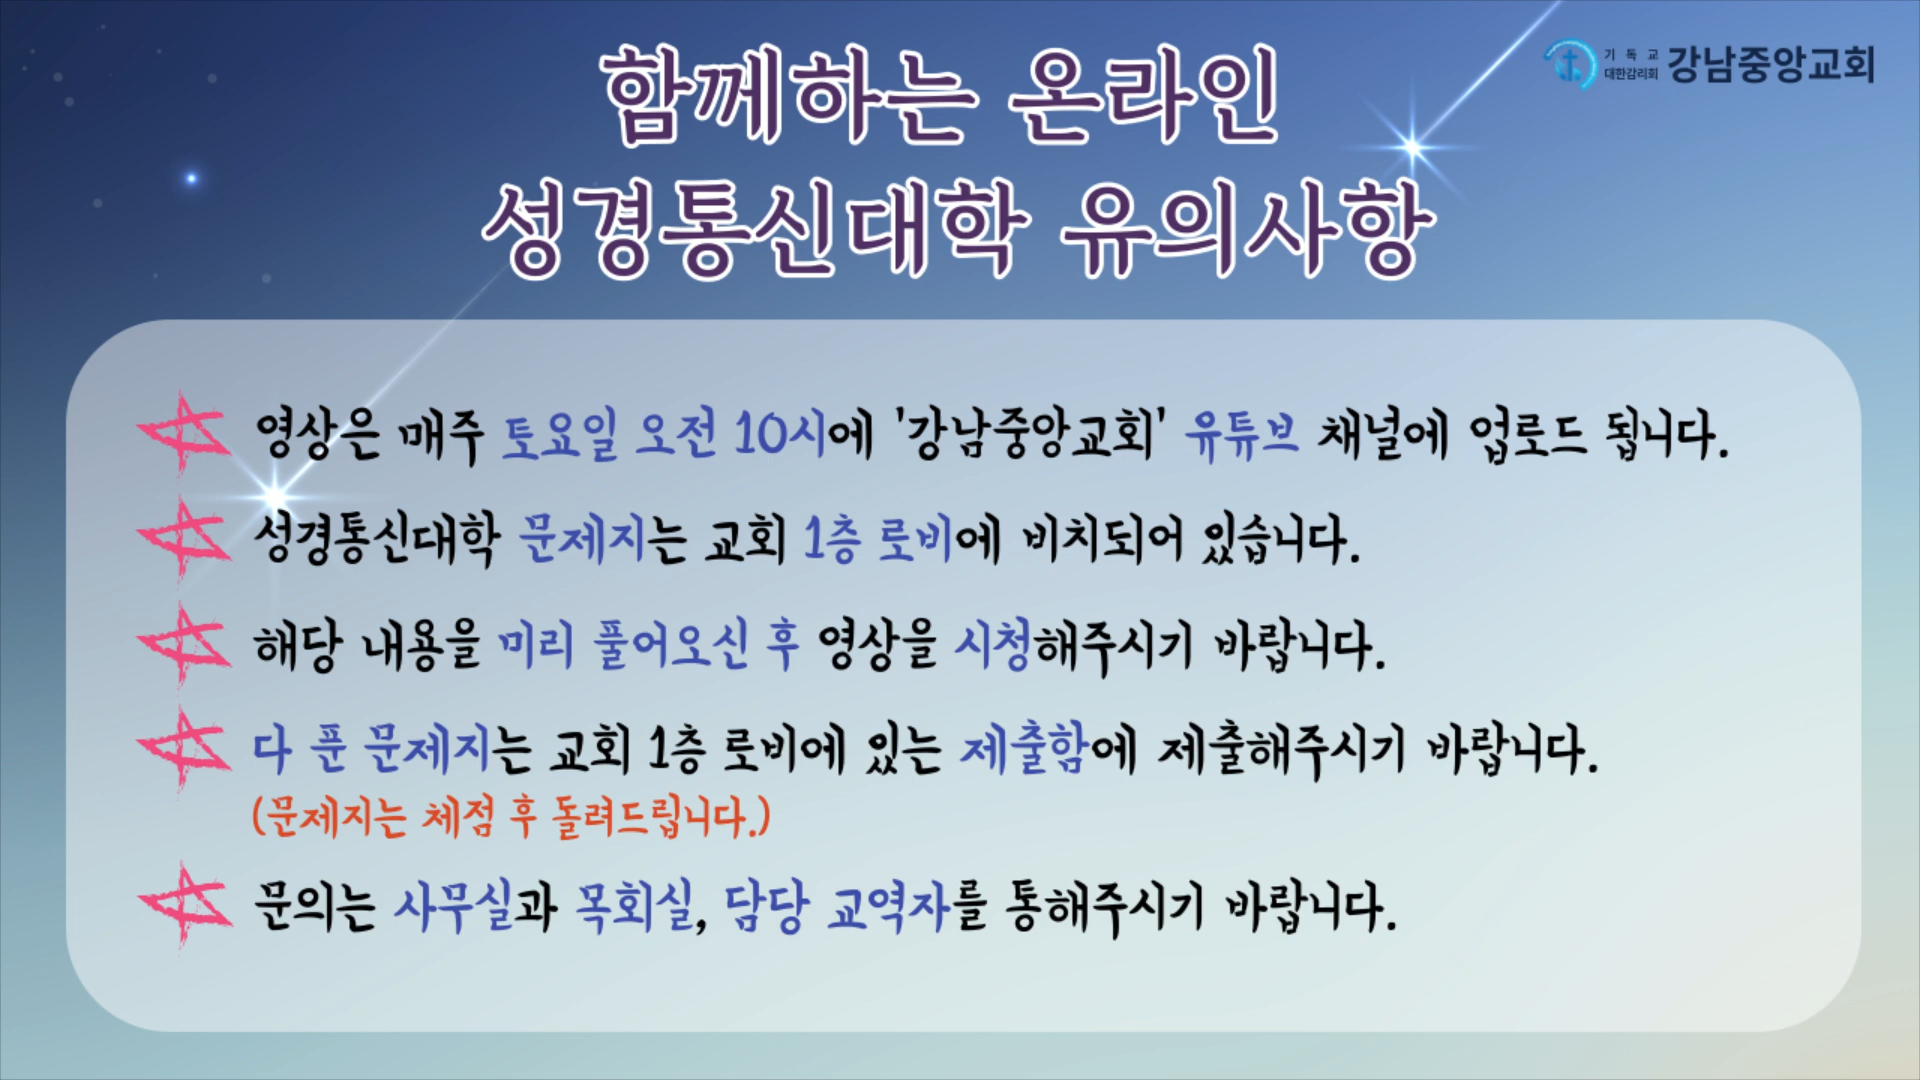 함께하는 온라인
성경통신대학 유의사항
기독교
대한감리회
강남중앙교회
영상은 매주 토요일 오전 10시에 '강남중앙교회' 유튜브 채널에 업로드 됩니다.
성경통신대학 문제지는 교회 1층 로비에 비치되어 있습니다.
해당 내용을 미리 풀어오신 후 영상을 시청해주시기 바랍니다.
다 푼 문제지는 교회 1층 로비에 있는 제출함에 제출해주시기 바랍니다.
(문제지는 체점 후 돌려드립니다.)
문의는 사무실과 목회실, 담당 교역자를 통해주시기 바랍니다.